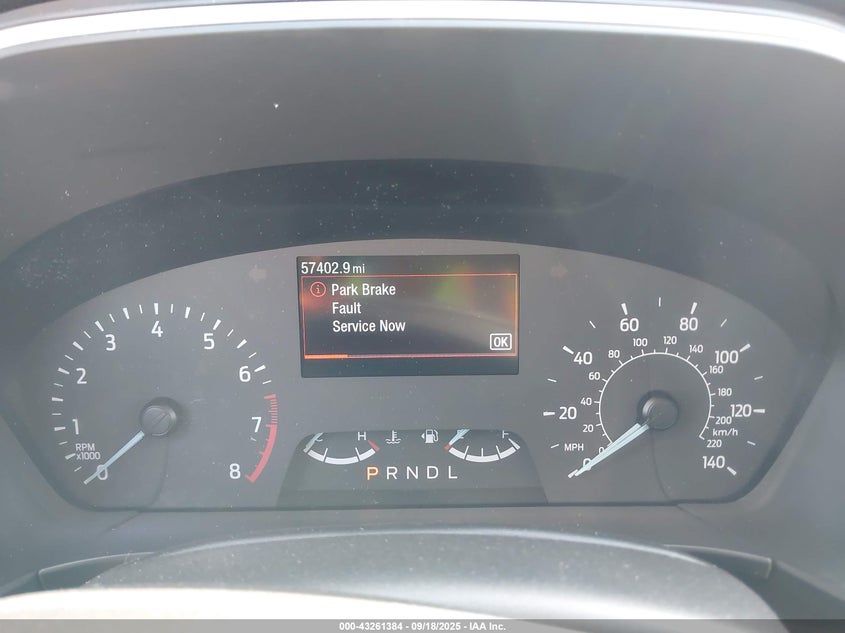 57402.9 mi
Park Brake
Fault
Service Now
OK
0 1 2 3 4 5 6 7 8
RPM
x1000
C H
F
P R N D L
0 20 40 60 80 100 120 140
MPH
0 20 40 60 80 100 120 140 160 180 200 220
km/h
000-43261384 - 09/18/2025 - IAA Inc.